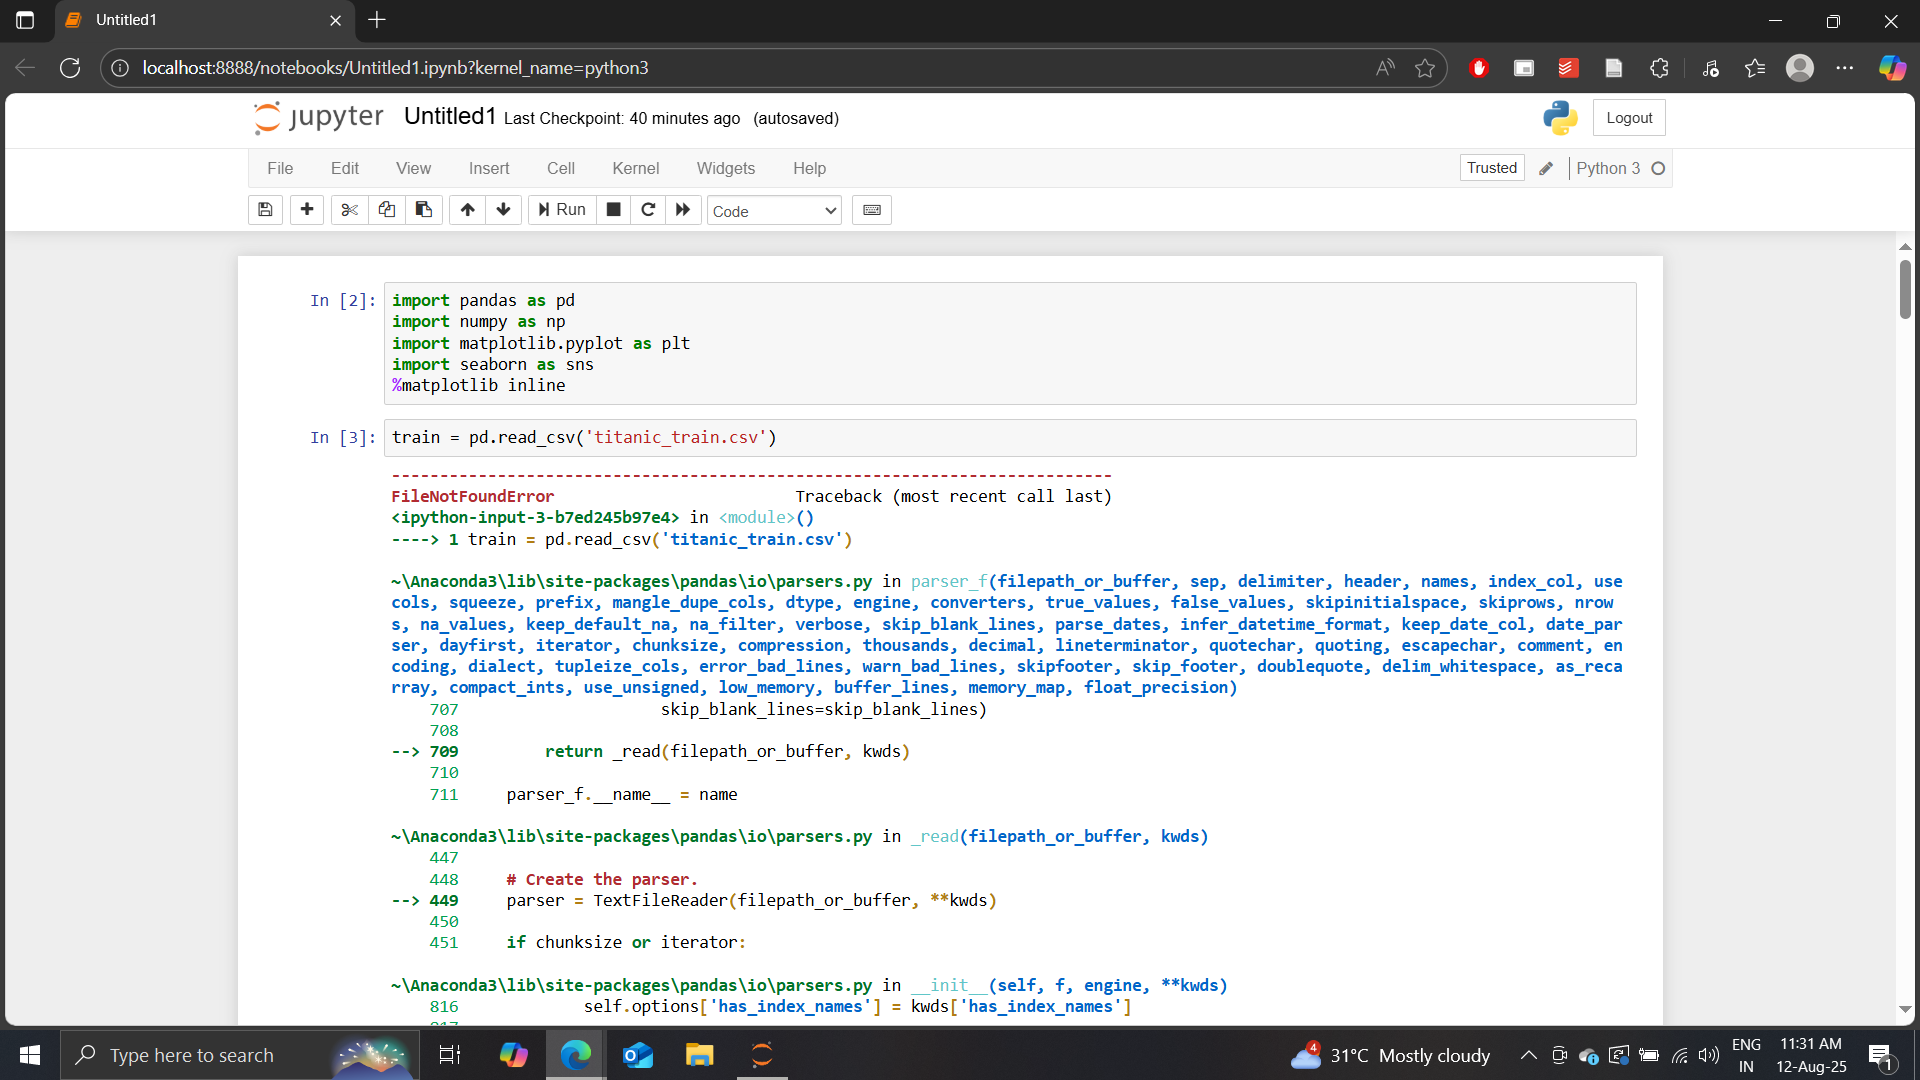 Untitled1
localhost:8888/notebooks/Untitled1.ipynb?kernel_name=python3
jupyter Untitled1 Last Checkpoint: 40 minutes ago (autosaved)
Logout
File Edit View Insert Cell Kernel Widgets Help
Trusted Python 3
Run Code
In [2]: import pandas as pd
import numpy as np
import matplotlib.pyplot as plt
import seaborn as sns
%matplotlib inline
In [3]: train = pd.read_csv('titanic_train.csv')
---------------------------------------------------------------------------
FileNotFoundError Traceback (most recent call last)
<ipython-input-3-b7ed245b97e4> in <module>()
----> 1 train = pd.read_csv('titanic_train.csv')
~\Anaconda3\lib\site-packages\pandas\io\parsers.py in parser_f(filepath_or_buffer, sep, delimiter, header, names, index_col, use
cols, squeeze, prefix, mangle_dupe_cols, dtype, engine, converters, true_values, false_values, skipinitialspace, skiprows, nrow
s, na_values, keep_default_na, na_filter, verbose, skip_blank_lines, parse_dates, infer_datetime_format, keep_date_col, date_par
ser, dayfirst, iterator, chunksize, compression, thousands, decimal, lineterminator, quotechar, quoting, escapechar, comment, en
coding, dialect, tupleize_cols, error_bad_lines, warn_bad_lines, skipfooter, skip_footer, doublequote, delim_whitespace, as_reca
rray, compact_ints, use_unsigned, low_memory, buffer_lines, memory_map, float_precision)
707 skip_blank_lines=skip_blank_lines)
708
--> 709 return _read(filepath_or_buffer, kwds)
710
711 parser_f.__name__ = name
~\Anaconda3\lib\site-packages\pandas\io\parsers.py in _read(filepath_or_buffer, kwds)
447
448 # Create the parser.
--> 449 parser = TextFileReader(filepath_or_buffer, **kwds)
450
451 if chunksize or iterator:
~\Anaconda3\lib\site-packages\pandas\io\parsers.py in __init__(self, f, engine, **kwds)
816 self.options['has_index_names'] = kwds['has_index_names']
817
Type here to search
4
31°C Mostly cloudy
ENG
IN
11:31 AM
12-Aug-25
1